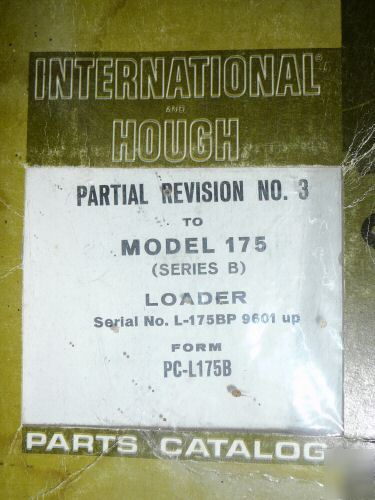 INTERNATIONAL®
AND
HOUGH
PARTIAL REVISION NO. 3
TO
MODEL 175
(SERIES B)
LOADER
Serial No. L-175BP 9601 up
FORM
PC-L175B
PARTS CATALOG